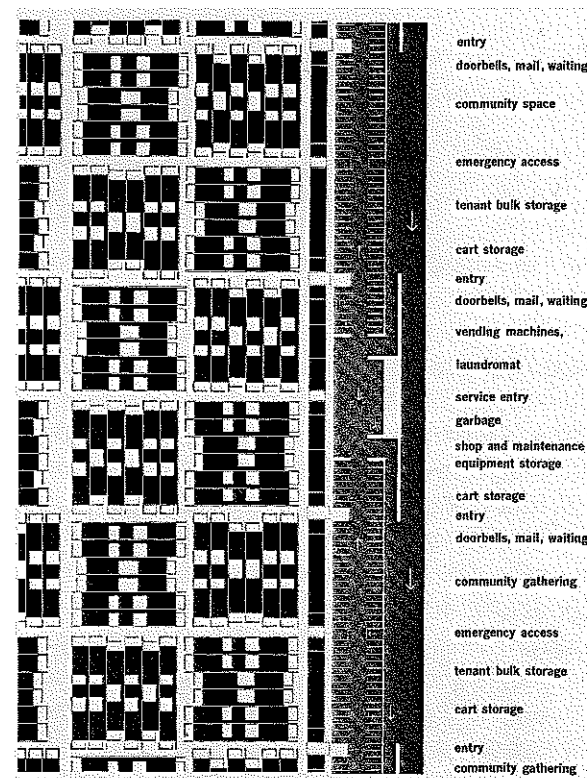 entry
doorbells, mail, waiting
community space
emergency access
tenant bulk storage
cart storage
entry
doorbells, mail, waiting
vending machines,
laundromat
service entry
garbage
shop and maintenance
equipment storage
cart storage
entry
doorbells, mail, waiting
community gathering
emergency access
tenant bulk storage
cart storage
entry
community gathering